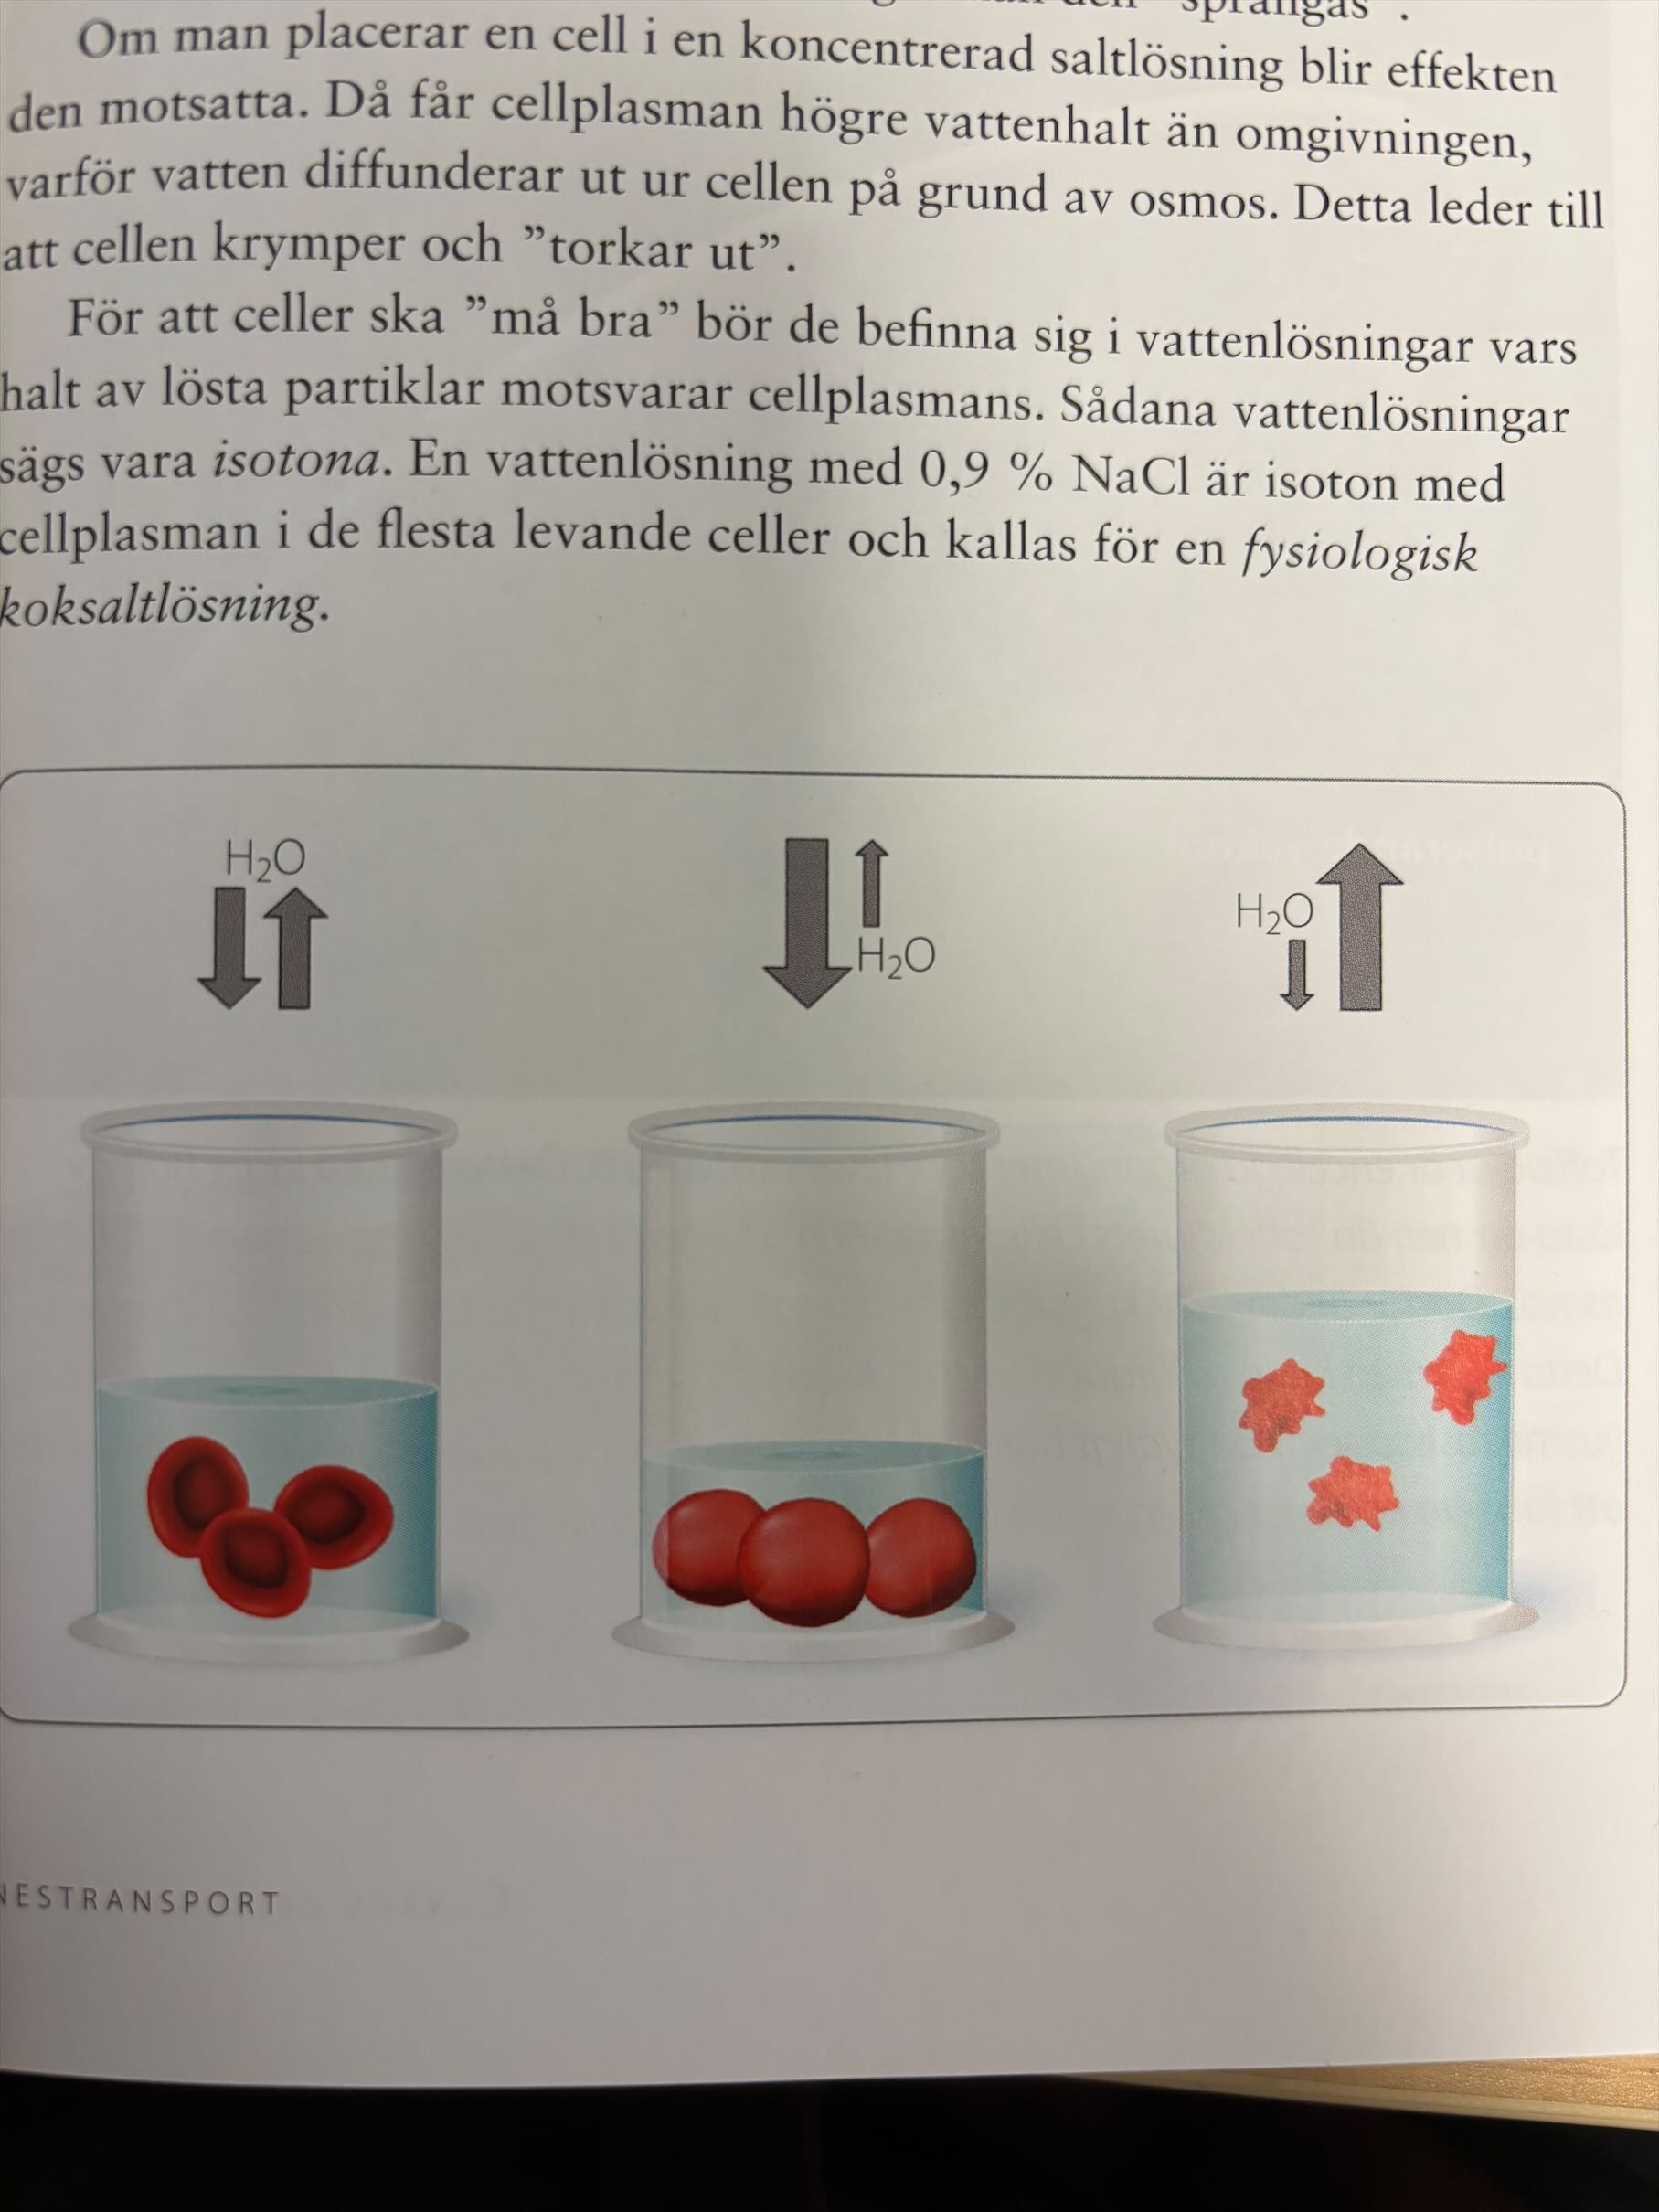 sprängas”.
Om man placerar en cell i en koncentrerad saltlösning blir effekten
den motsatta. Då får cellplasman högre vattenhalt än omgivningen,
varför vatten diffunderar ut ur cellen på grund av osmos. Detta leder till
att cellen krymper och ”torkar ut”.
För att celler ska ”må bra” bör de befinna sig i vattenlösningar vars
halt av lösta partiklar motsvarar cellplasmans. Sådana vattenlösningar
sägs vara isotona. En vattenlösning med 0,9 % NaCl är isoton med
cellplasman i de flesta levande celler och kallas för en fysiologisk
koksaltlösning.
H₂O
H₂O
H₂O
NESTRANSPORT